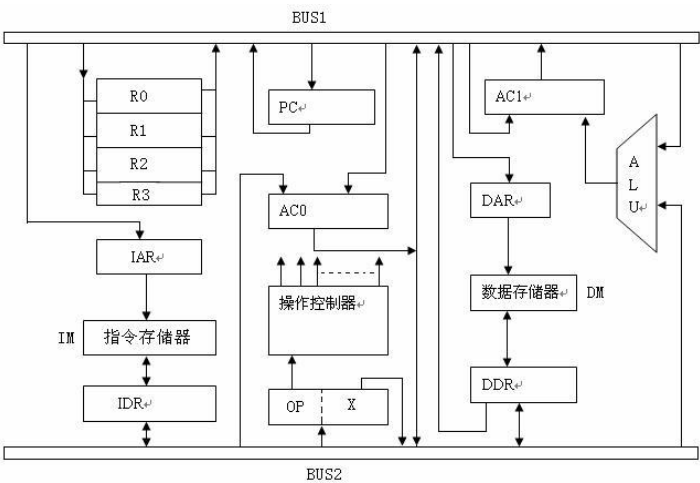 BUS1
R0
R1
R2
R3
PC
AC1
A
L
U
AC0
DAR
IAR
操作控制器
数据存储器
DM
IM
指令存储器
IDR
OP
X
DDR
BUS2